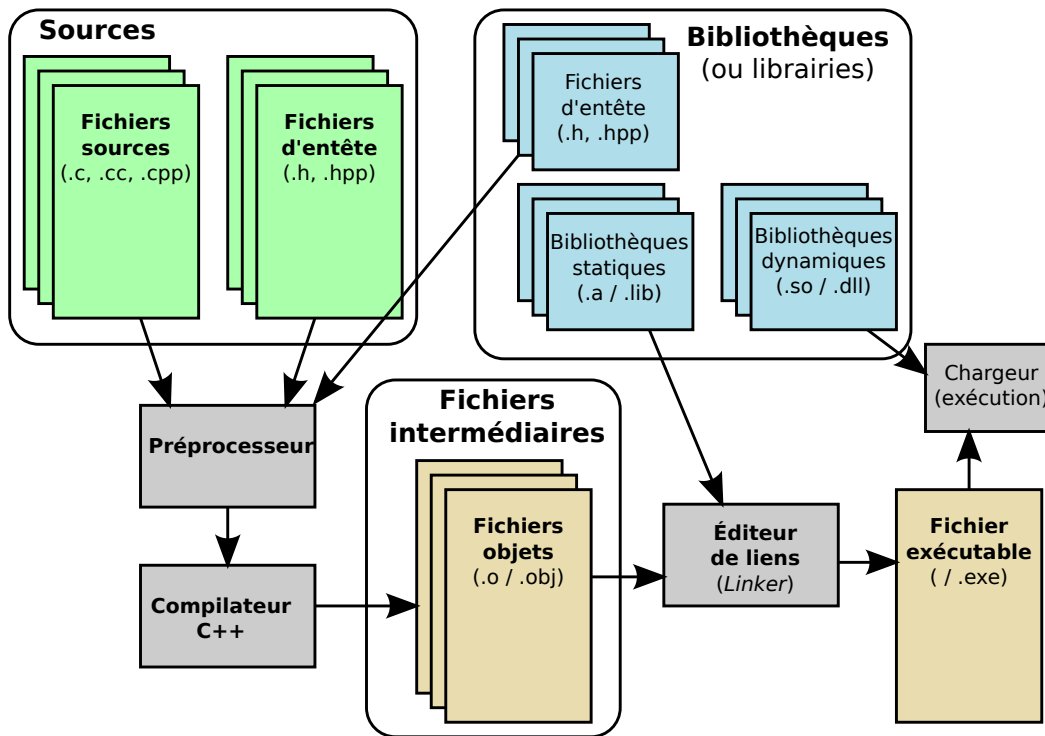 Sources
Fichiers
sources
(.c, .cc, .cpp)
Fichiers
d'entête
(.h, .hpp)
Bibliothèques
(ou librairies)
Fichiers
d'entête
(.h, .hpp)
Bibliothèques
statiques
(.a / .lib)
Bibliothèques
dynamiques
(.so / .dll)
Chargeur
(exécution)
Préprocesseur
Compilateur
C++
Fichiers
intermédiaires
Fichiers
objets
(.o / .obj)
Éditeur
de liens
(Linker)
Fichier
exécutable
( / .exe)